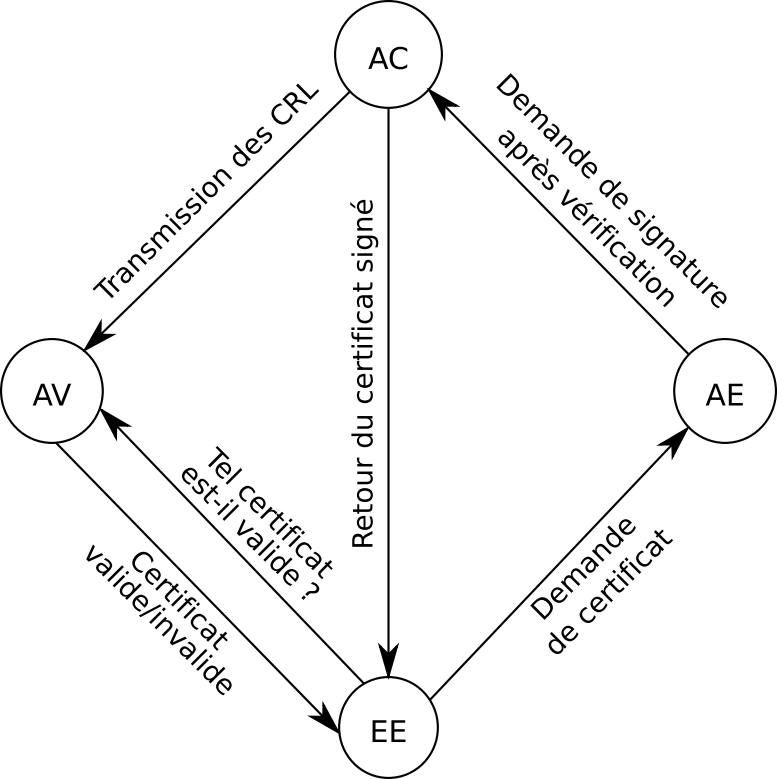 AC
Transmission des CRL
Demande de signature
après vérification
Retour du certificat signé
AV
AE
Tel certificat
est-il valide ?
Certificat
valide/invalide
Demande
de certificat
EE